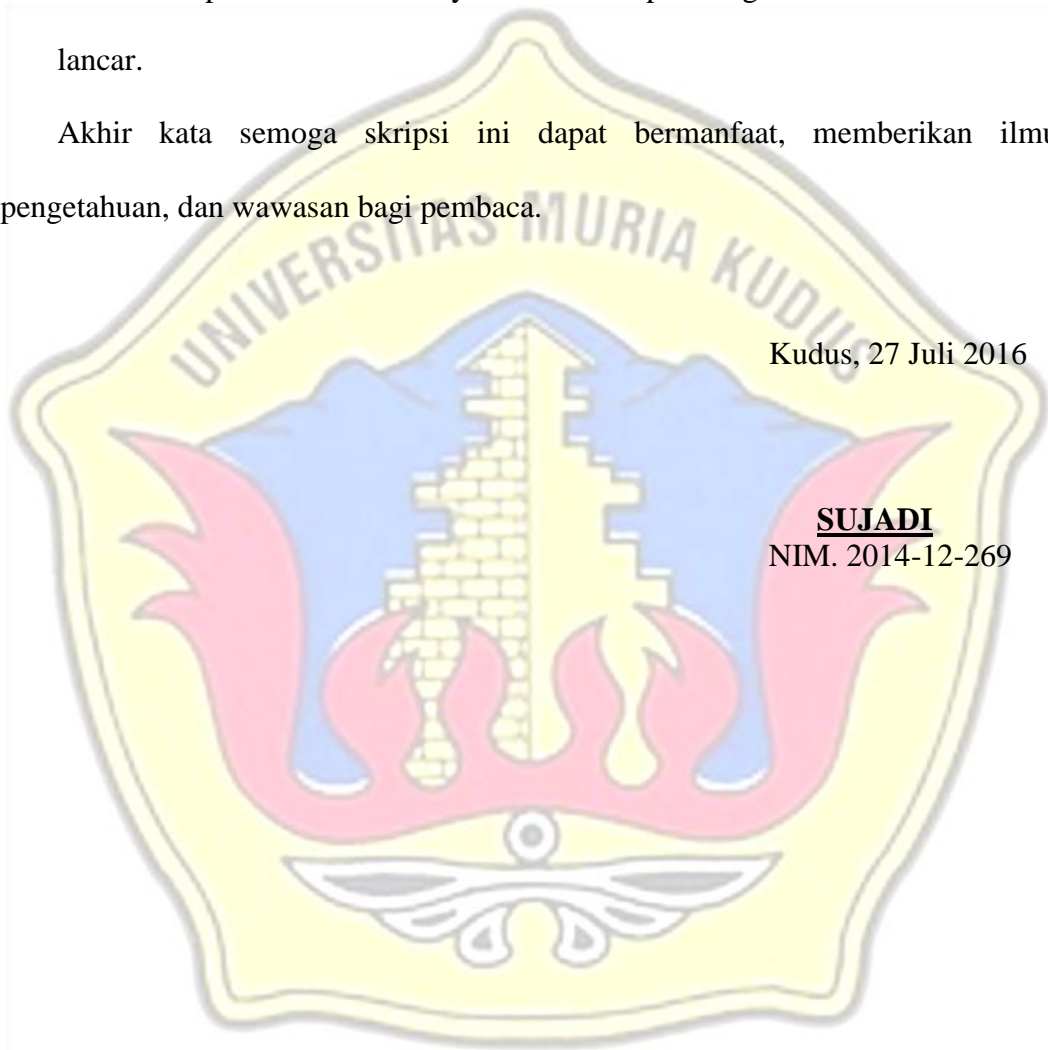 lancar.
Akhir kata semoga skripsi ini dapat bermanfaat, memberikan ilmu
pengetahuan, dan wawasan bagi pembaca.
UNIVERSITAS MURIA KUDUS
Kudus, 27 Juli 2016
SUJADI
NIM. 2014-12-269